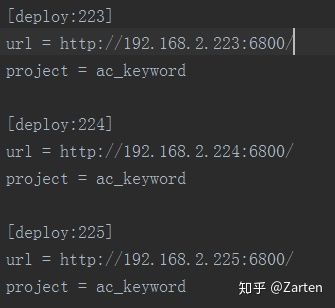 [deploy:223]
url = http://192.168.2.223:6800/
project = ac_keyword
[deploy:224]
url = http://192.168.2.224:6800/
project = ac_keyword
[deploy:225]
url = http://192.168.2.225:6800/
project = ac_keyword
知乎 @Zarten